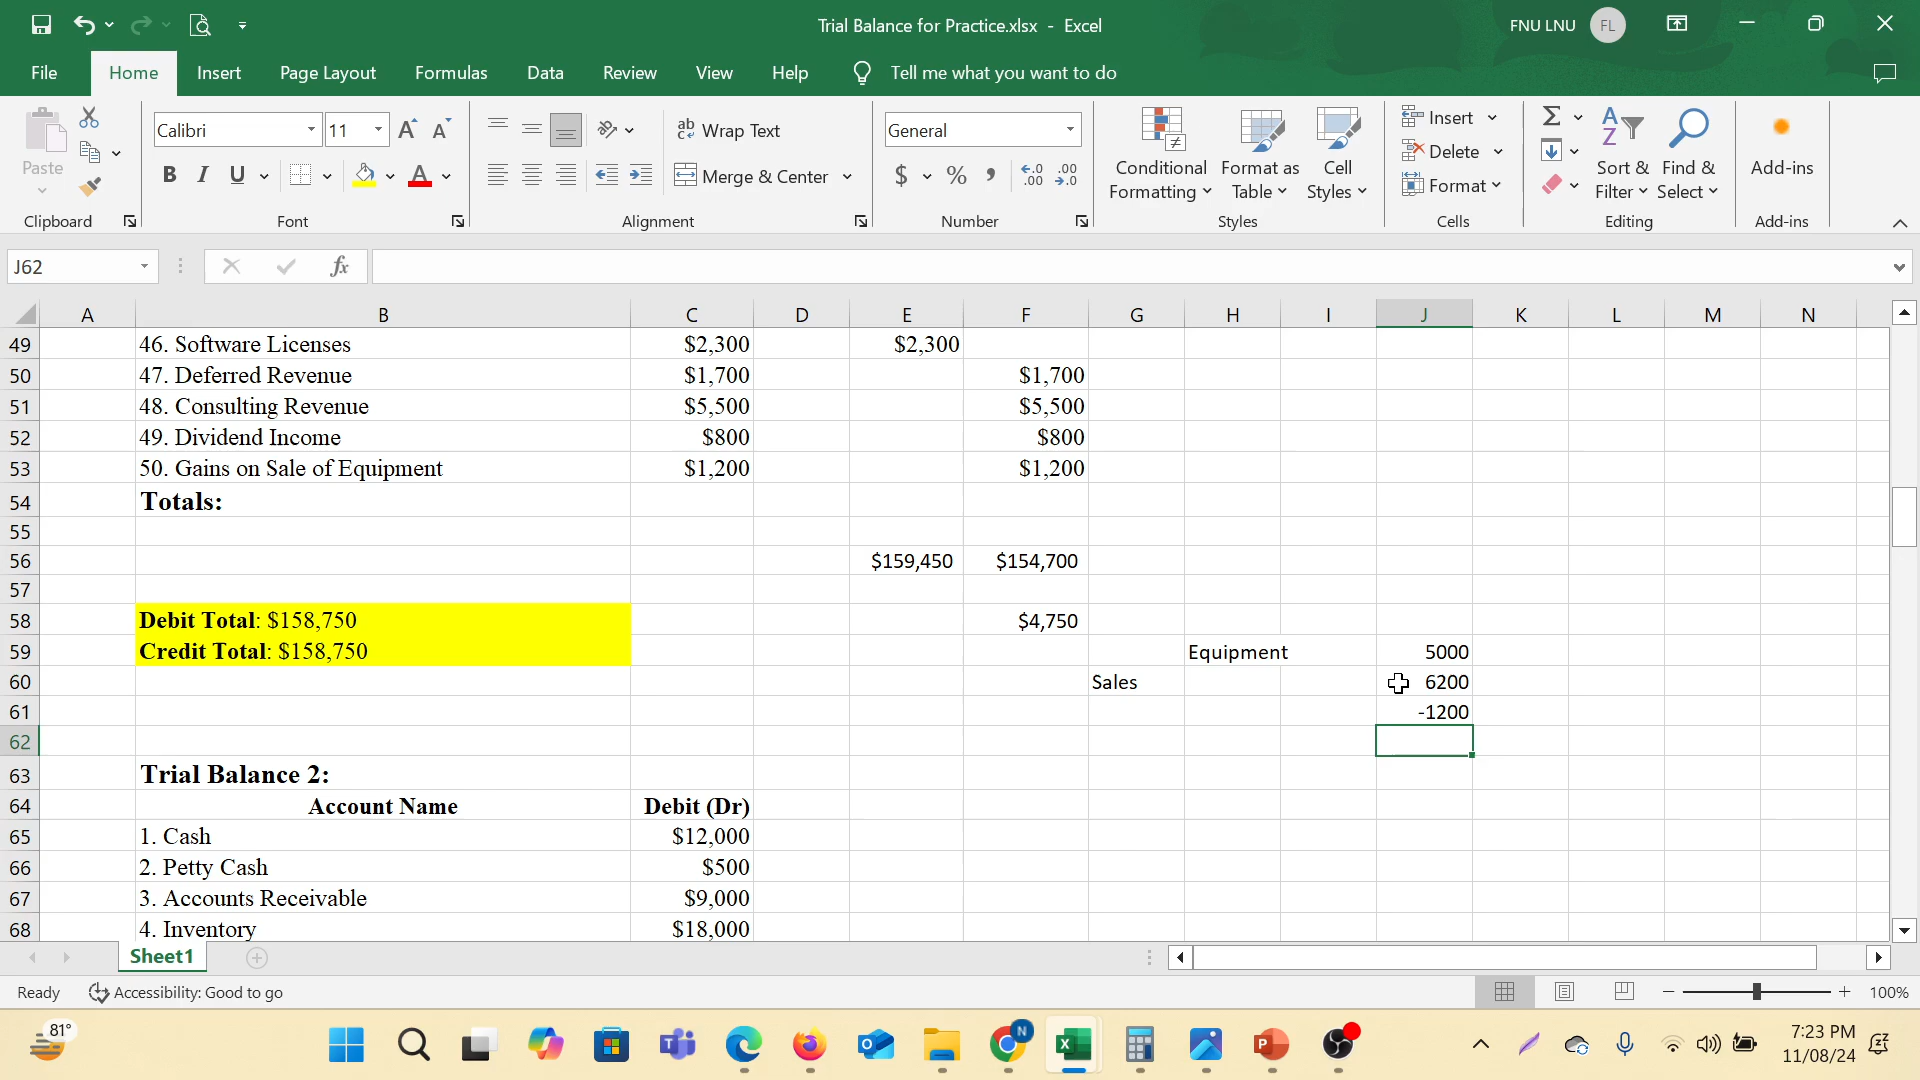 Trial Balance for Practice.xlsx - Excel
FNU LNU FL
File Home Insert Page Layout Formulas Data Review View Help Tell me what you want to do
Paste
Clipboard
Calibri 11
B I U
Font
ab Wrap Text
Merge & Center
Alignment
General
$ % 9
Number
Conditional Formatting
Format as Table
Cell Styles
Styles
Insert
Delete
Format
Cells
Sort & Filter
Find & Select
Editing
Add-ins
Add-ins
J62
fx
A B C D E F G H I J K L M N
49 46. Software Licenses $2,300 $2,300
50 47. Deferred Revenue $1,700 $1,700
51 48. Consulting Revenue $5,500 $5,500
52 49. Dividend Income $800 $800
53 50. Gains on Sale of Equipment $1,200 $1,200
54 Totals:
55
56 $159,450 $154,700
57
58 Debit Total: $158,750 $4,750
59 Credit Total: $158,750 Equipment 5000
60 Sales 6200
61 -1200
62
63 Trial Balance 2:
64 Account Name Debit (Dr)
65 1. Cash $12,000
66 2. Petty Cash $500
67 3. Accounts Receivable $9,000
68 4. Inventory $18,000
Sheet1
Ready Accessibility: Good to go 100%
81°
7:23 PM
11/08/24